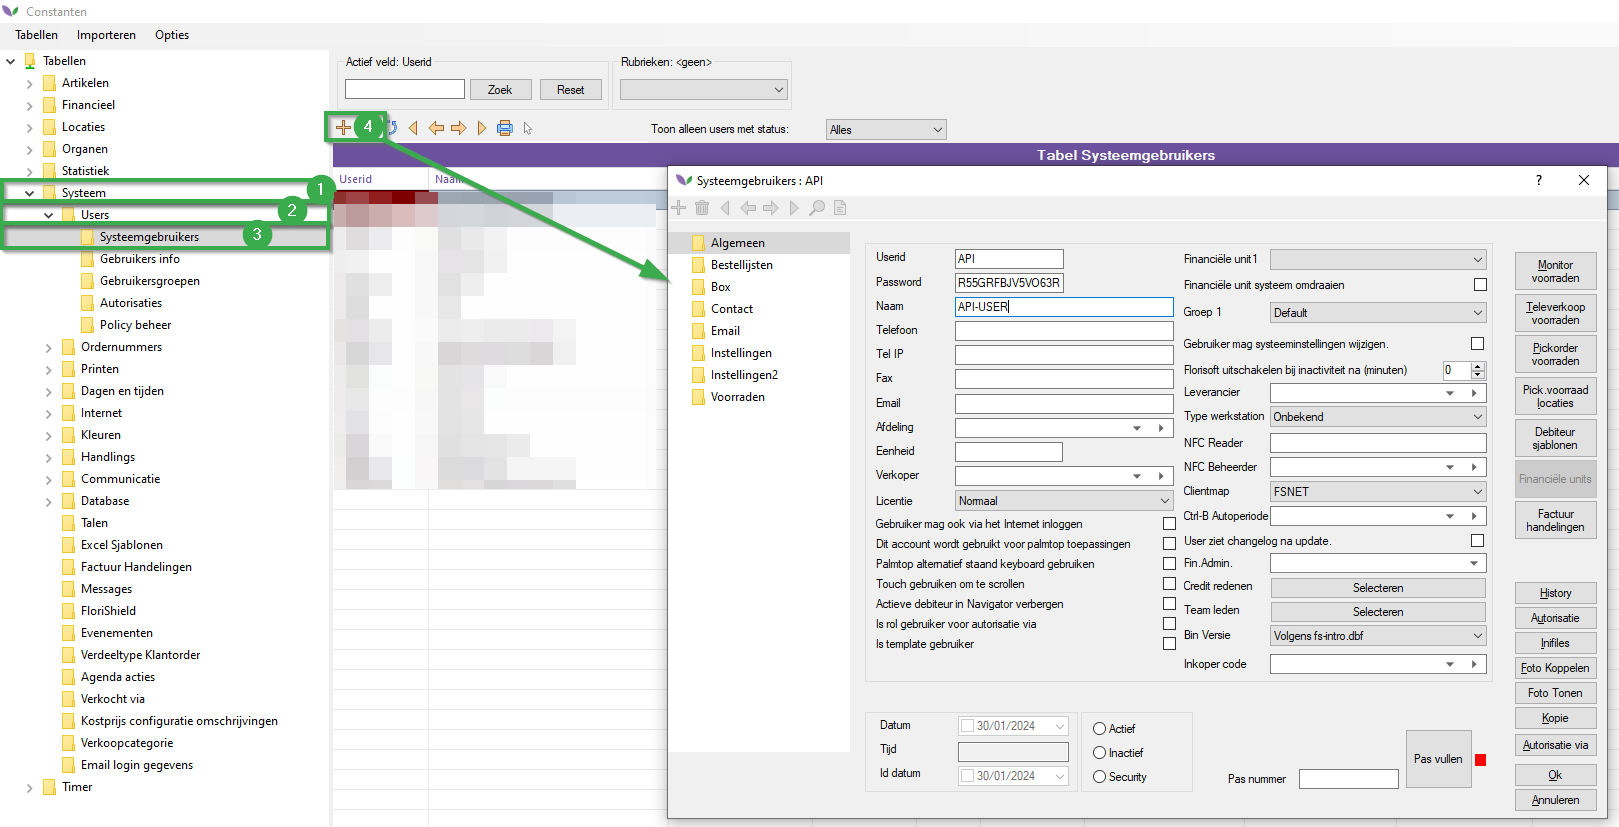 Constanten
Tabellen Importeren Opties
Tabellen
Artikelen
Financieel
Locaties
Organen
Statistiek
Systeem 1
Users 2
Systeemgebruikers 3
Gebruikers info
Gebruikersgroepen
Autorisaties
Policy beheer
Ordernummers
Printen
Dagen en tijden
Internet
Kleuren
Handlings
Communicatie
Database
Talen
Excel Sjablonen
Factuur Handelingen
Messages
FloriShield
Evenementen
Verdeeltype Klantorder
Agenda acties
Verkocht via
Kostprijs configuratie omschrijvingen
Verkoopcategorie
Email login gegevens
Timer
Actief veld: Userid
Zoek Reset
Rubrieken: <geen>
4
Toon alleen users met status: Alles
Tabel Systeemgebruikers
Userid
Systeemgebruikers : API ?
Algemeen
Bestellijsten
Box
Contact
Email
Instellingen
Instellingen2
Voorraden
Userid API
Password R55GRFBJV5VO63R
Naam API-USER
Telefoon
Tel IP
Fax
Email
Afdeling
Eenheid
Verkoper
Licentie Normaal
Gebruiker mag ook via het Internet inloggen
Dit account wordt gebruikt voor palmtop toepassingen
Palmtop alternatief staand keyboard gebruiken
Touch gebruiken om te scrollen
Actieve debiteur in Navigator verbergen
Is rol gebruiker voor autorisatie via
Is template gebruiker
Financiële unit1
Financiële unit systeem omdraaien
Groep 1 Default
Gebruiker mag systeeminstellingen wijzigen.
Florisoft uitschakelen bij inactiviteit na (minuten) 0
Leverancier
Type werkstation Onbekend
NFC Reader
NFC Beheerder
Clientmap FSNET
Ctrl-B Autoperiode
User ziet changelog na update.
Fin.Admin.
Credit redenen Selecteren
Team leden Selecteren
Bin Versie Volgens fs-intro.dbf
Inkoper code
Monitor
voorraden
Televerkoop
voorraden
Pickorder
voorraden
Pick.voorraad
locaties
Debiteur
sjablonen
Financiële units
Factuur
handelingen
History
Autorisatie
Inifiles
Foto Koppelen
Foto Tonen
Kopie
Autorisatie via
Ok
Annuleren
Datum 30/01/2024
Tijd
Id datum 30/01/2024
Actief
Inactief
Security
Pas nummer
Pas vullen